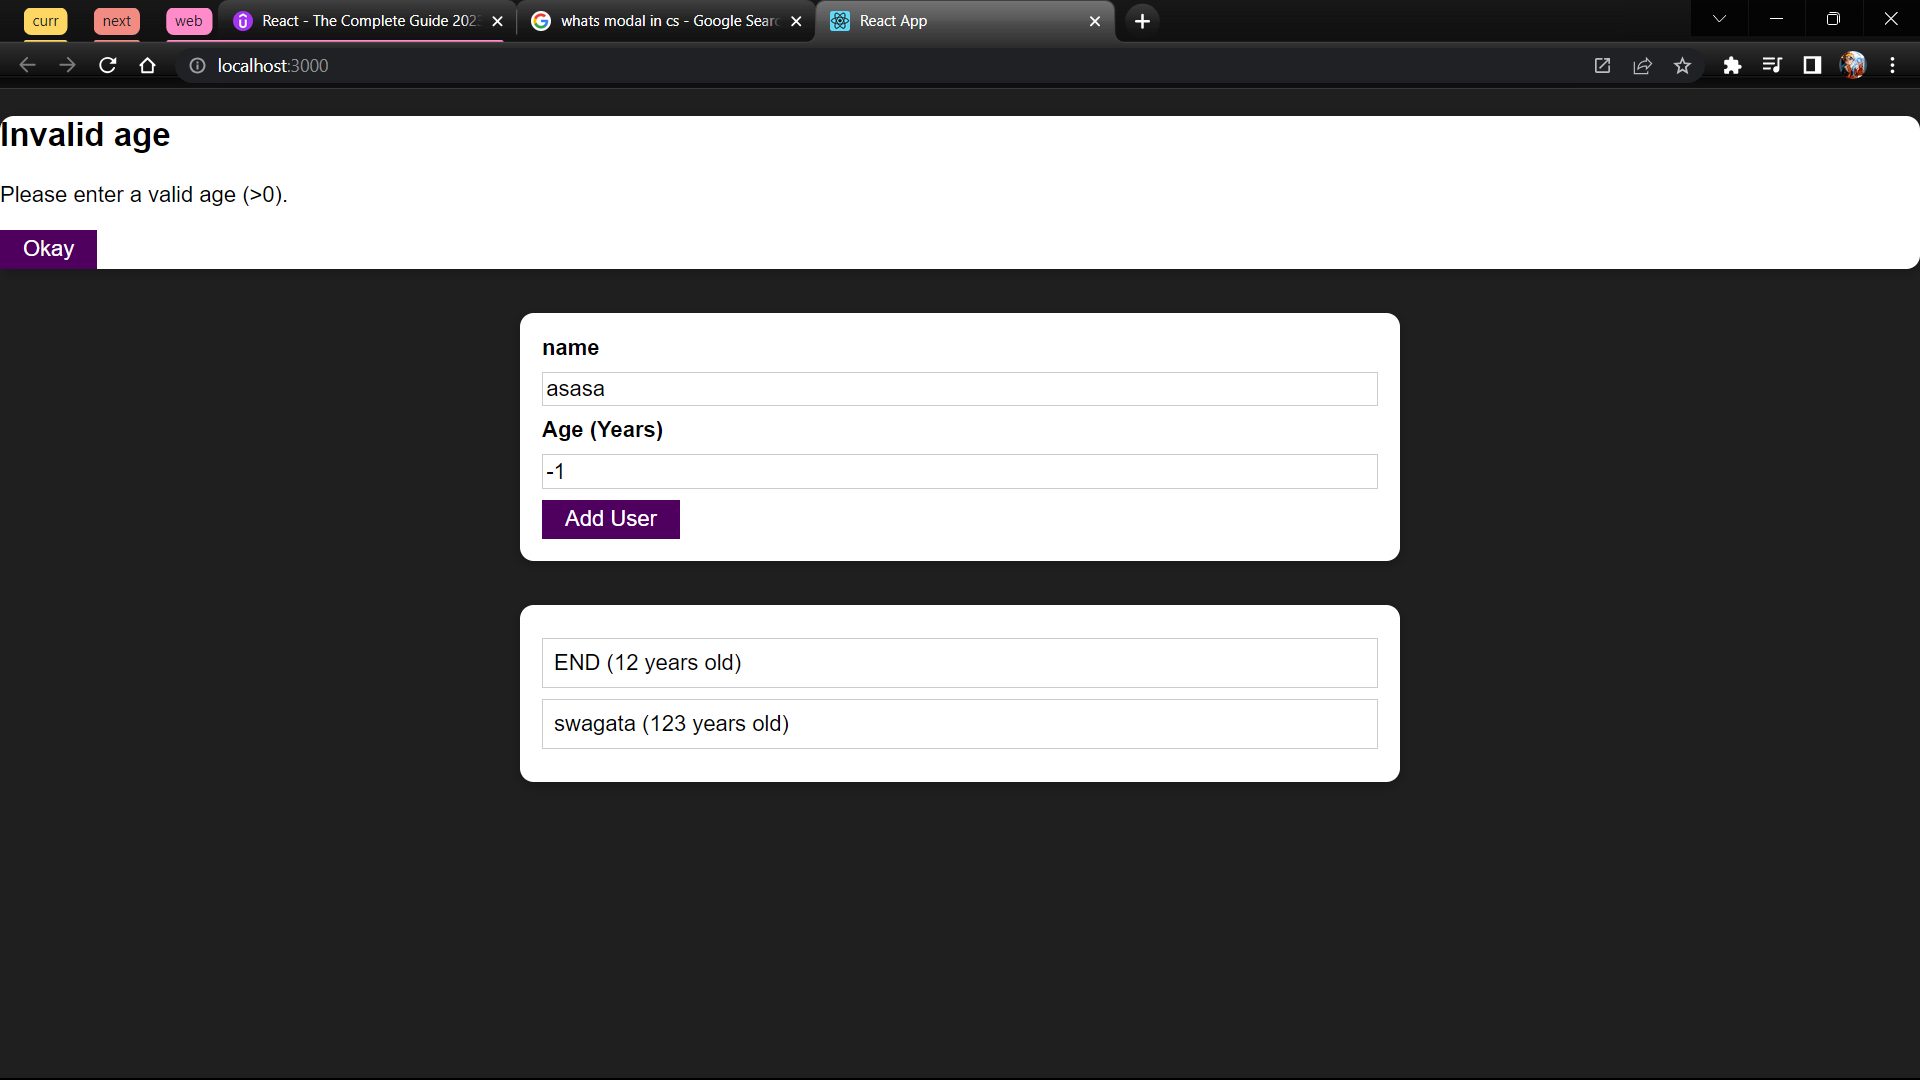 curr
next
web
React - The Complete Guide 202
whats modal in cs - Google Sear
React App
localhost:3000
Invalid age
Please enter a valid age (>0).
Okay
name
asasa
Age (Years)
-1
Add User
END (12 years old)
swagata (123 years old)